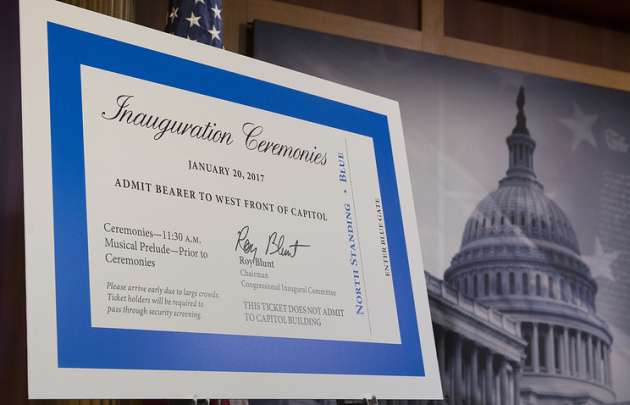 Inauguration Ceremonies
JANUARY 20, 2017
ADMIT BEARER TO WEST FRONT OF CAPITOL
Ceremonies—11:30 A.M.
Musical Prelude—Prior to
Ceremonies
Please arrive early due to large crowds.
Ticket holders will be required to
pass through security screening.
Roy Blunt
Roy Blunt
Chairman
Congressional Inaugural Committee
THIS TICKET DOES NOT ADMIT
TO CAPITOL BUILDING
NORTH STANDING • BLUE
ENTER BLUE GATE